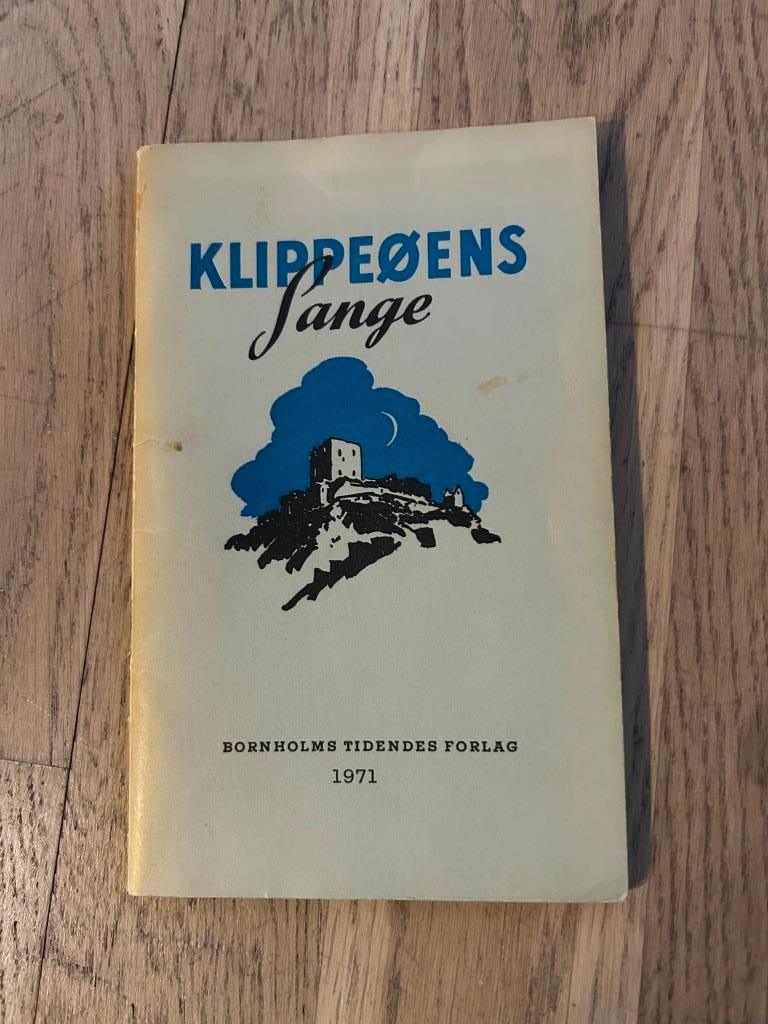 KLIPPEØENS
Sange
BORNHOLMS TIDENDES FORLAG
1971